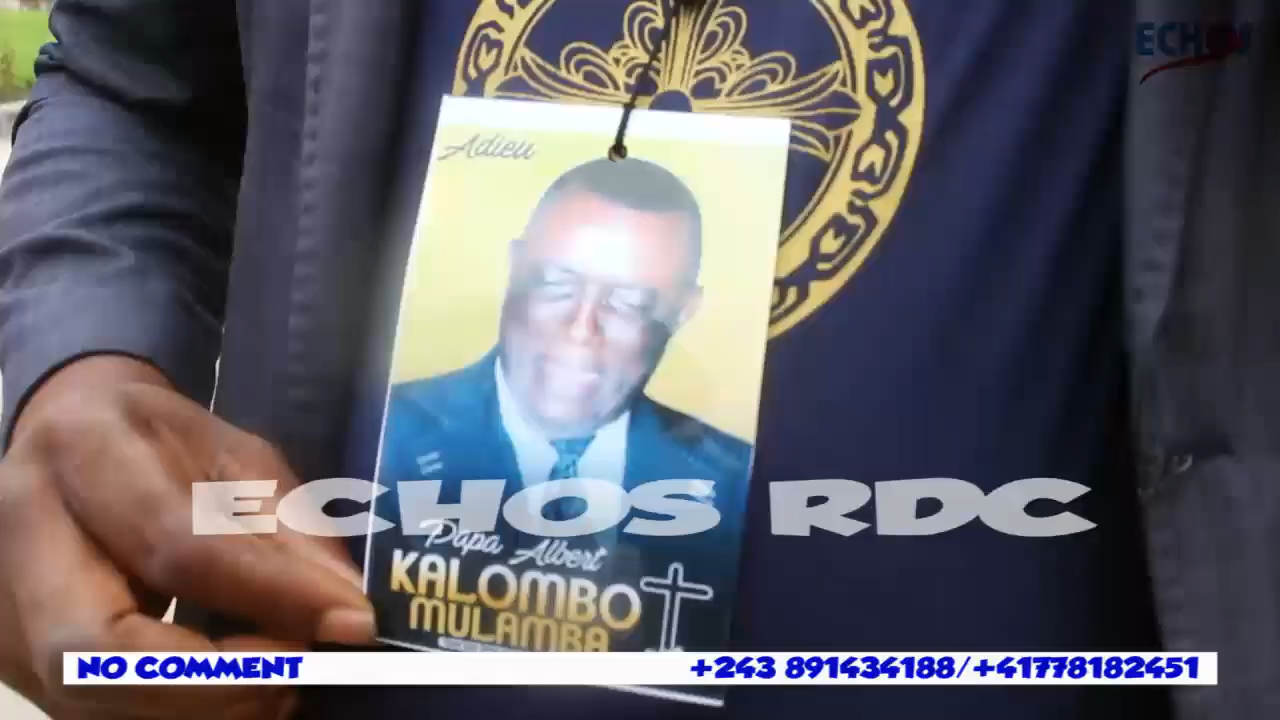 Adieu
ECHOS RDC
Papa Albert
KALOMBO
MULAMBA
NO COMMENT
+243 891434188/+41778182451